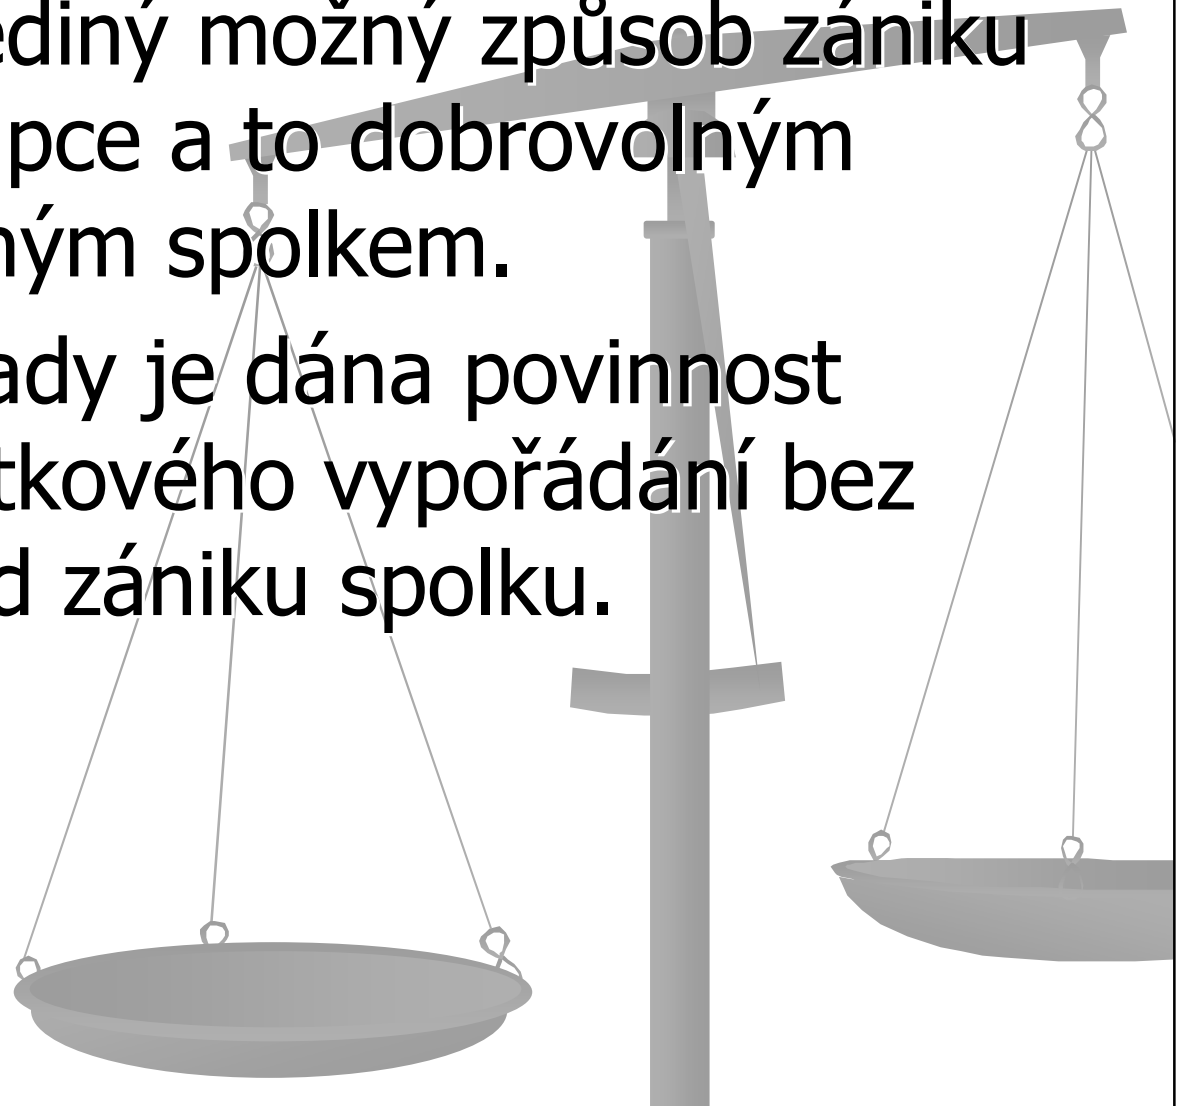 ediný možný způsob zániku
pce a to dobrovolným
ným spolkem.
ady je dána povinnost
tkového vypořádání bez
d zániku spolku.